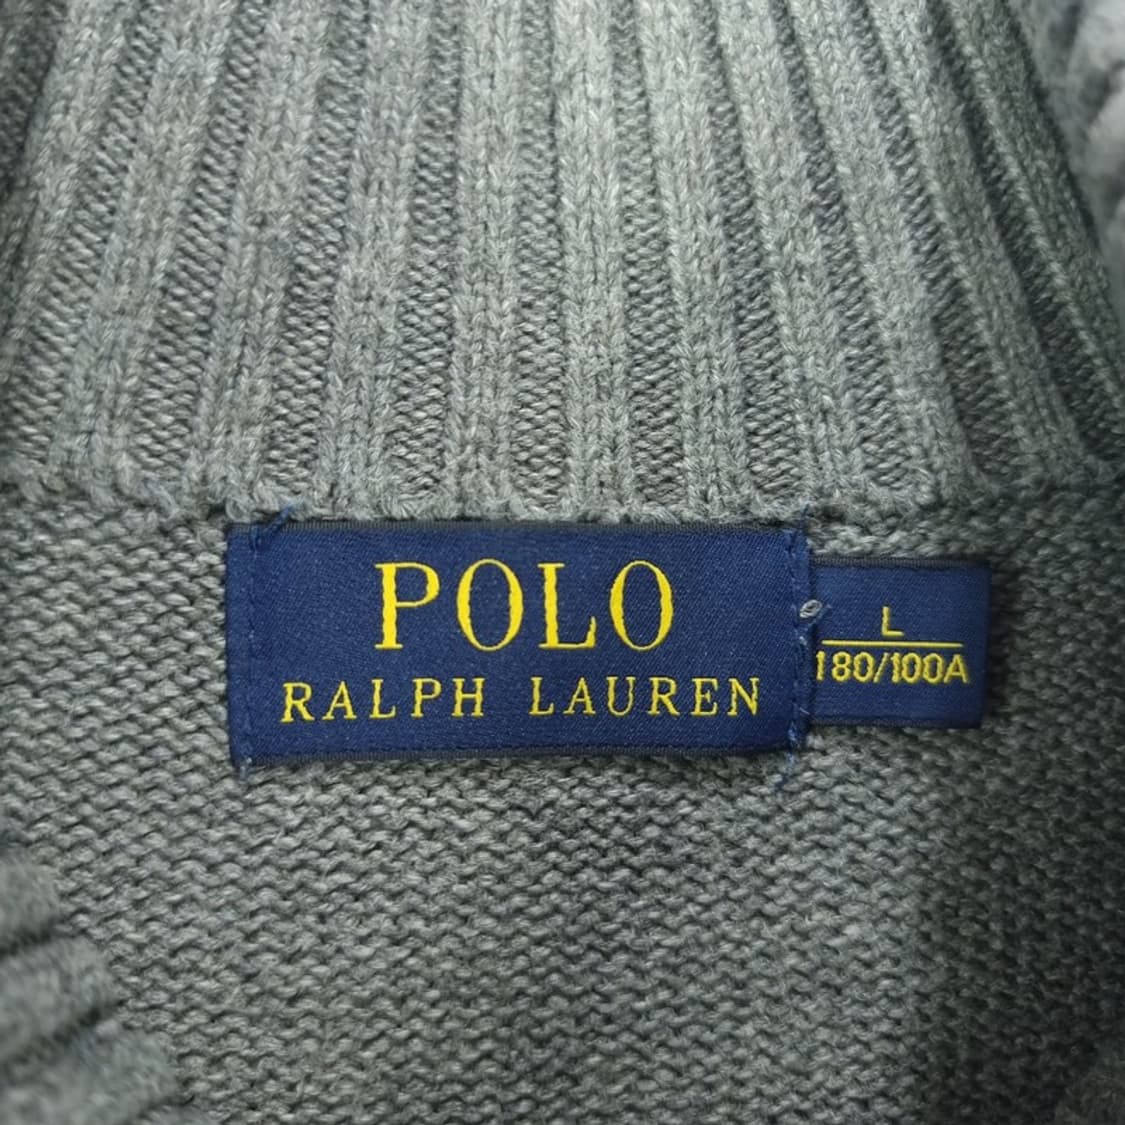 POLO
RALPH LAUREN
L
180/100A